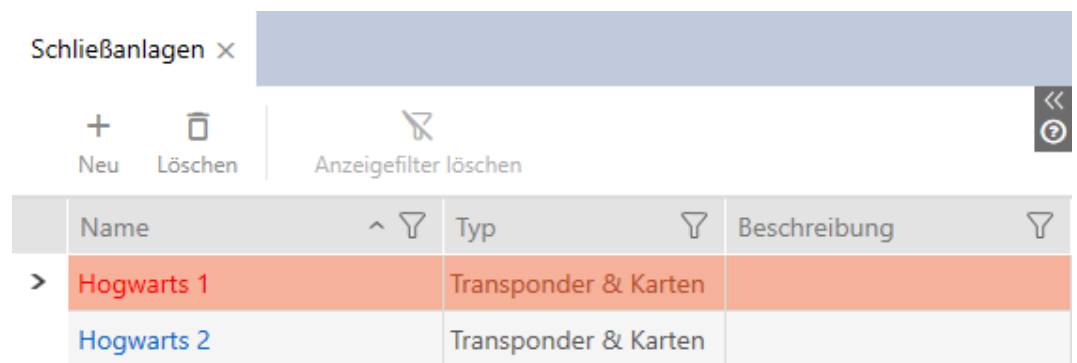 Schließanlagen
Neu Löschen Anzeigefilter löschen
Name Typ Beschreibung
Hogwarts 1 Transponder & Karten
Hogwarts 2 Transponder & Karten